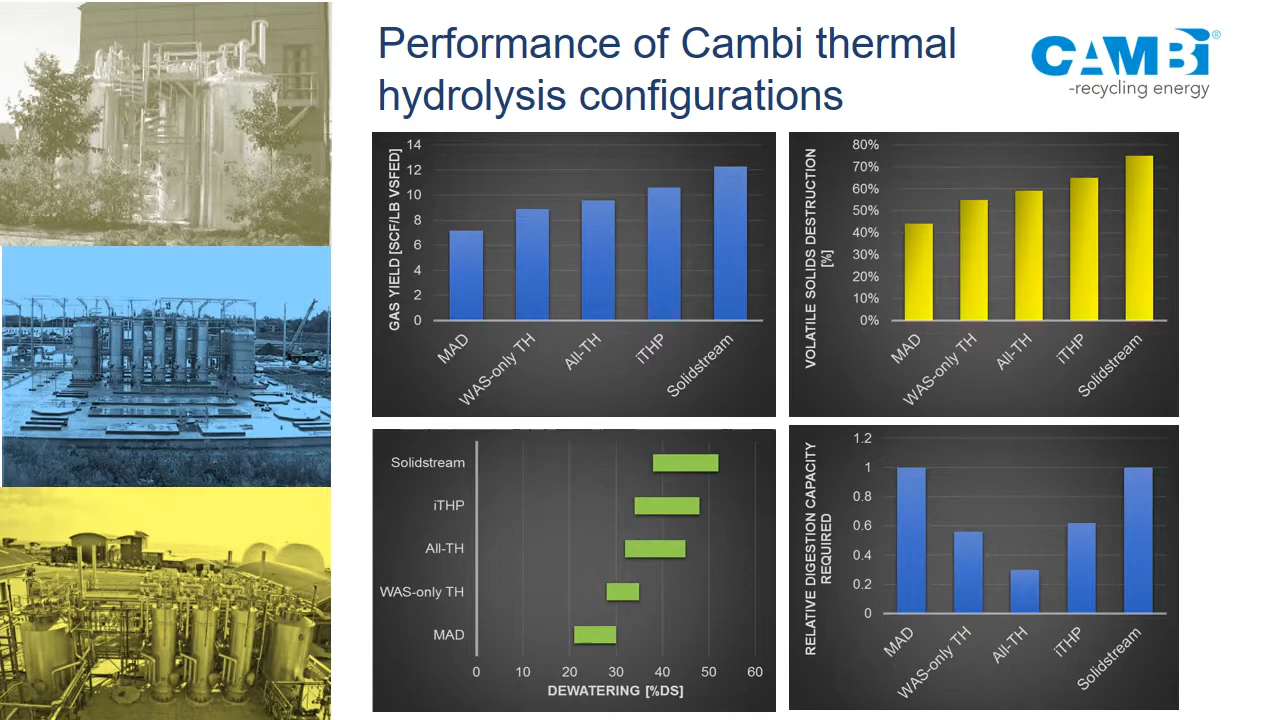 Performance of Cambi thermal
hydrolysis configurations
CAMBi®
-recycling energy
GAS YIELD [SCF/LB VSFED]
14
12
10
8
6
4
2
0
MAD
WAS-only TH
All-TH
iTHP
Solidstream
VOLATILE SOLIDS DESTRUCTION
[%]
80%
70%
60%
50%
40%
30%
20%
10%
0%
MAD
WAS-only TH
All-TH
iTHP
Solidstream
Solidstream
iTHP
All-TH
WAS-only TH
MAD
0 10 20 30 40 50 60
DEWATERING [%DS]
RELATIVE DIGESTION CAPACITY
REQUIRED
1.2
1
0.8
0.6
0.4
0.2
0
MAD
WAS-only TH
All-TH
iTHP
Solidstream